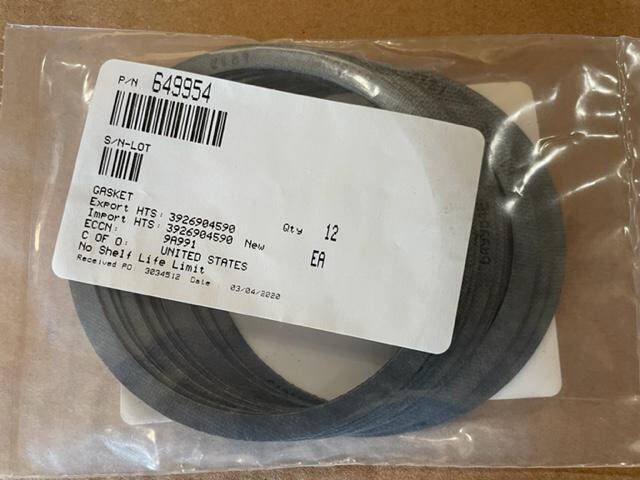 P/N 649954
S/N-LOT
GASKET
Export HTS: 3926904590 Qty 12
Import HTS: 3926904590 New EA
ECCN: 9A991
C OF O: UNITED STATES
No Shelf Life Limit
Received PO 3034512 Date : 03/04/2020